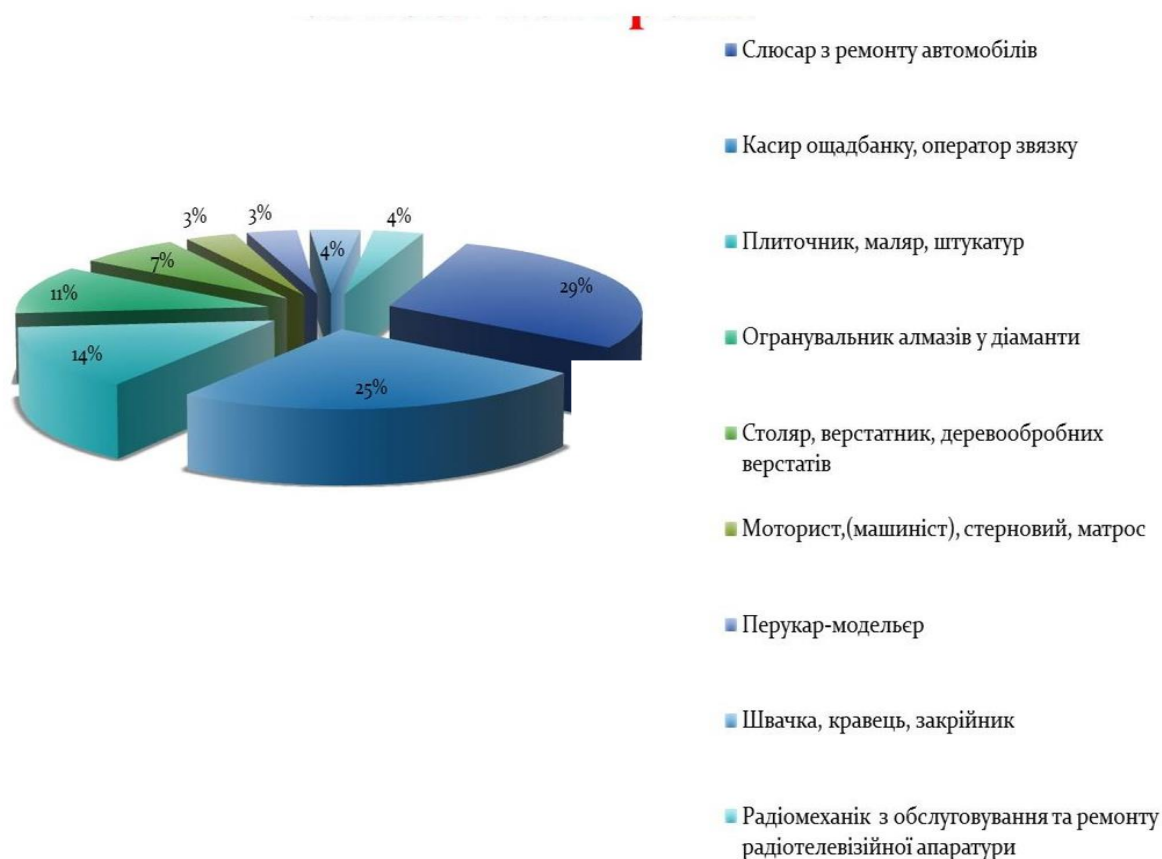 Слюсар з ремонту автомобілів
Касир ощадбанку, оператор звязку
Плиточник, маляр, штукатур
Огранувальник алмазів у діаманти
Столяр, верстатник, деревообробних
верстатів
Моторист,(машиніст), стерновий, матрос
Перукар-модельєр
Швачка, кравець, закрійник
Радіомеханік з обслуговування та ремонту
радіотелевізійної апаратури
3%
3%
4%
4%
7%
29%
11%
14%
25%